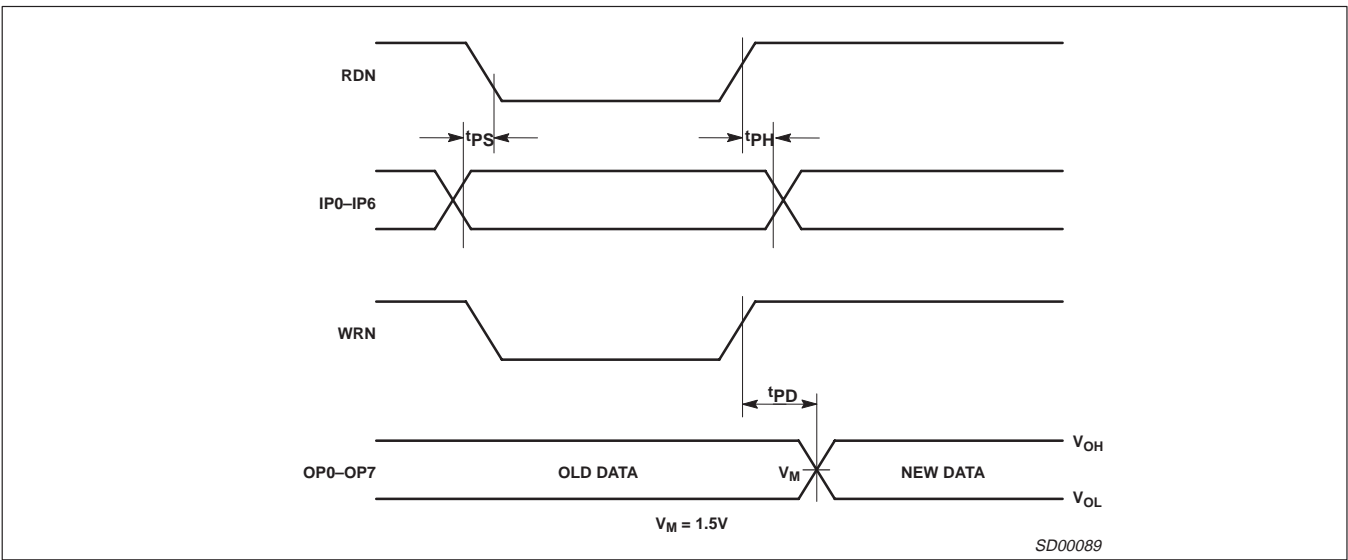 RDN
tPS
tPH
IP0–IP6
WRN
tPD
VOH
OP0–OP7 OLD DATA VM NEW DATA
VOL
VM = 1.5V
SD00089